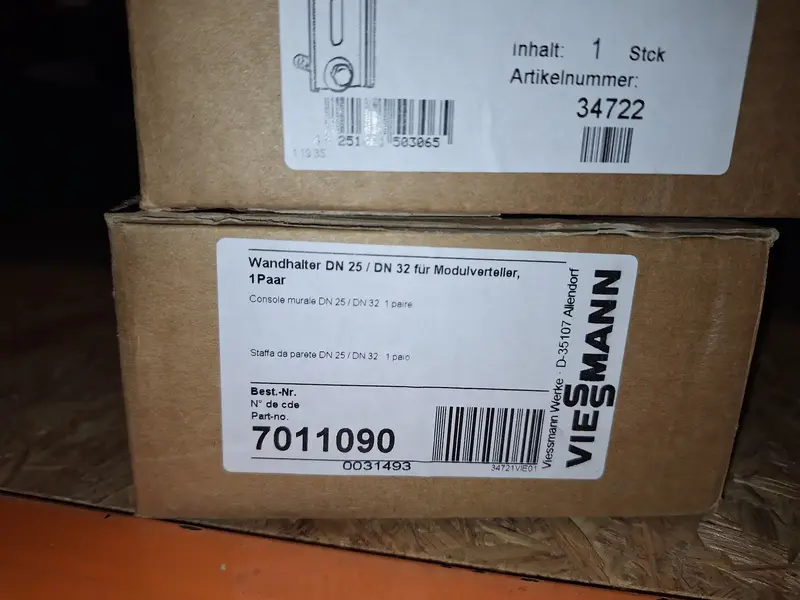 Inhalt: 1 Stck
Artikelnummer:
34722
503065
Wandhalter DN 25 / DN 32 für Modulverteiler,
1Paar
Console murale DN 25 / DN 32 1 paire
Staffa da parete DN 25 / DN 32 1 paio
Best.-Nr.
N° de cde
Part-no.
7011090
0031493
34721VIE01
Viessmann Werke · D-35107 Allendorf
VIESSMANN